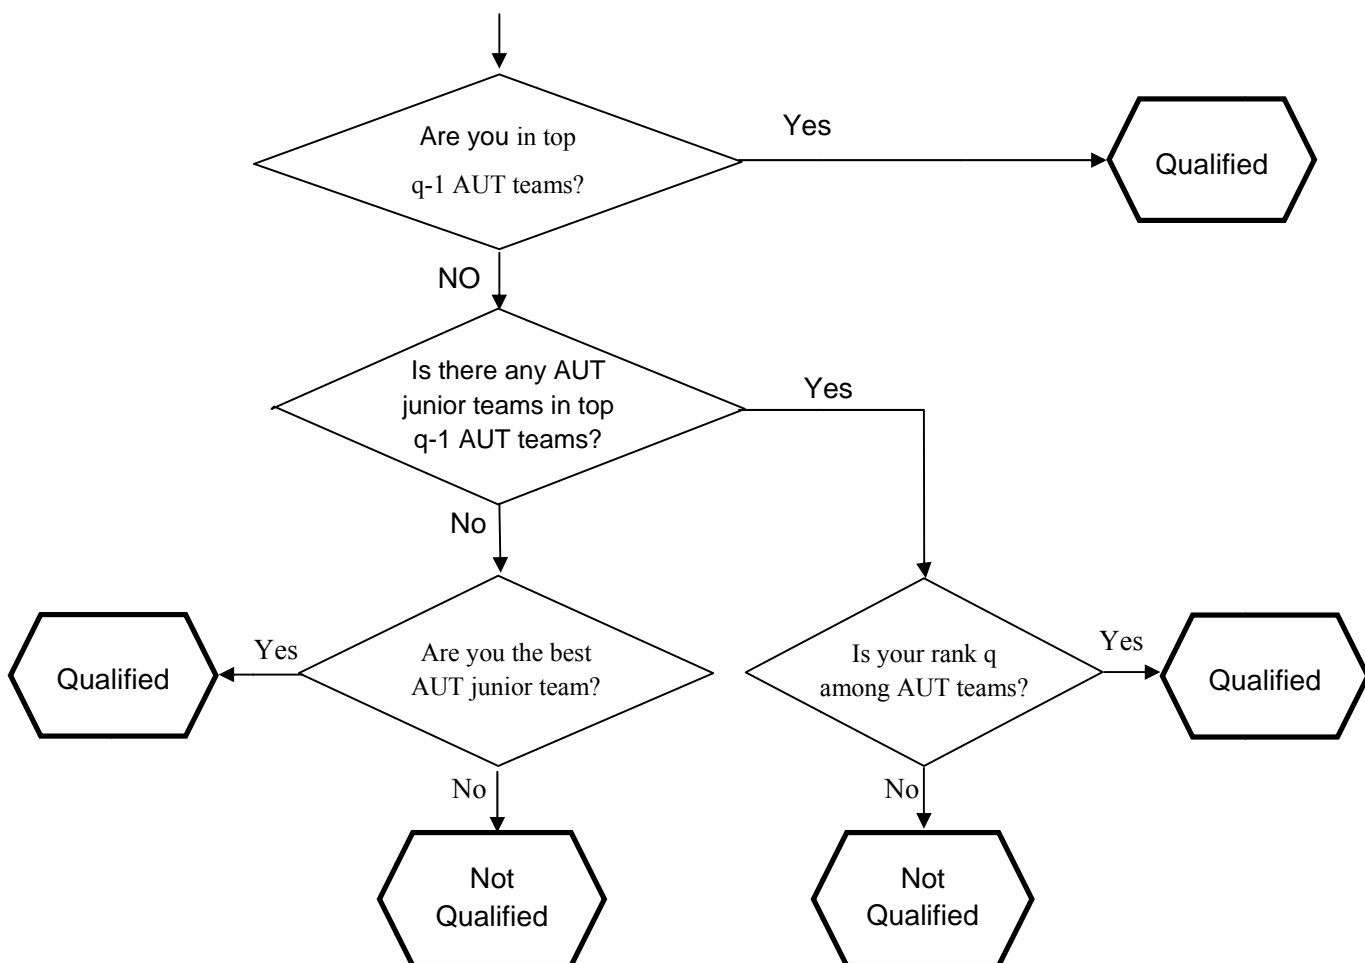 Are you in top
q-1 AUT teams?
Yes
Qualified
NO
Is there any AUT
junior teams in top
q-1 AUT teams?
Yes
No
Are you the best
AUT junior team?
Yes
Qualified
No
Not
Qualified
Is your rank q
among AUT teams?
Yes
Qualified
No
Not
Qualified